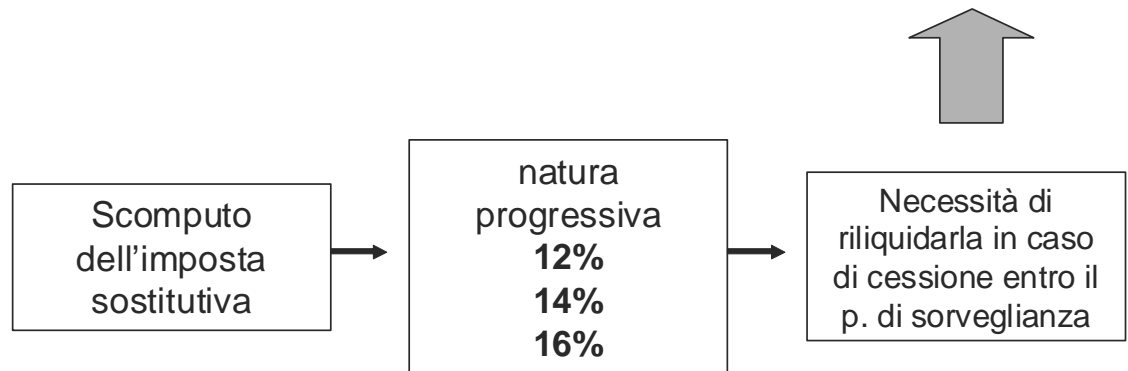 Scomputo
dell’imposta
sostitutiva
natura
progressiva
12%
14%
16%
Necessità di
riliquidarla in caso
di cessione entro il
p. di sorveglianza